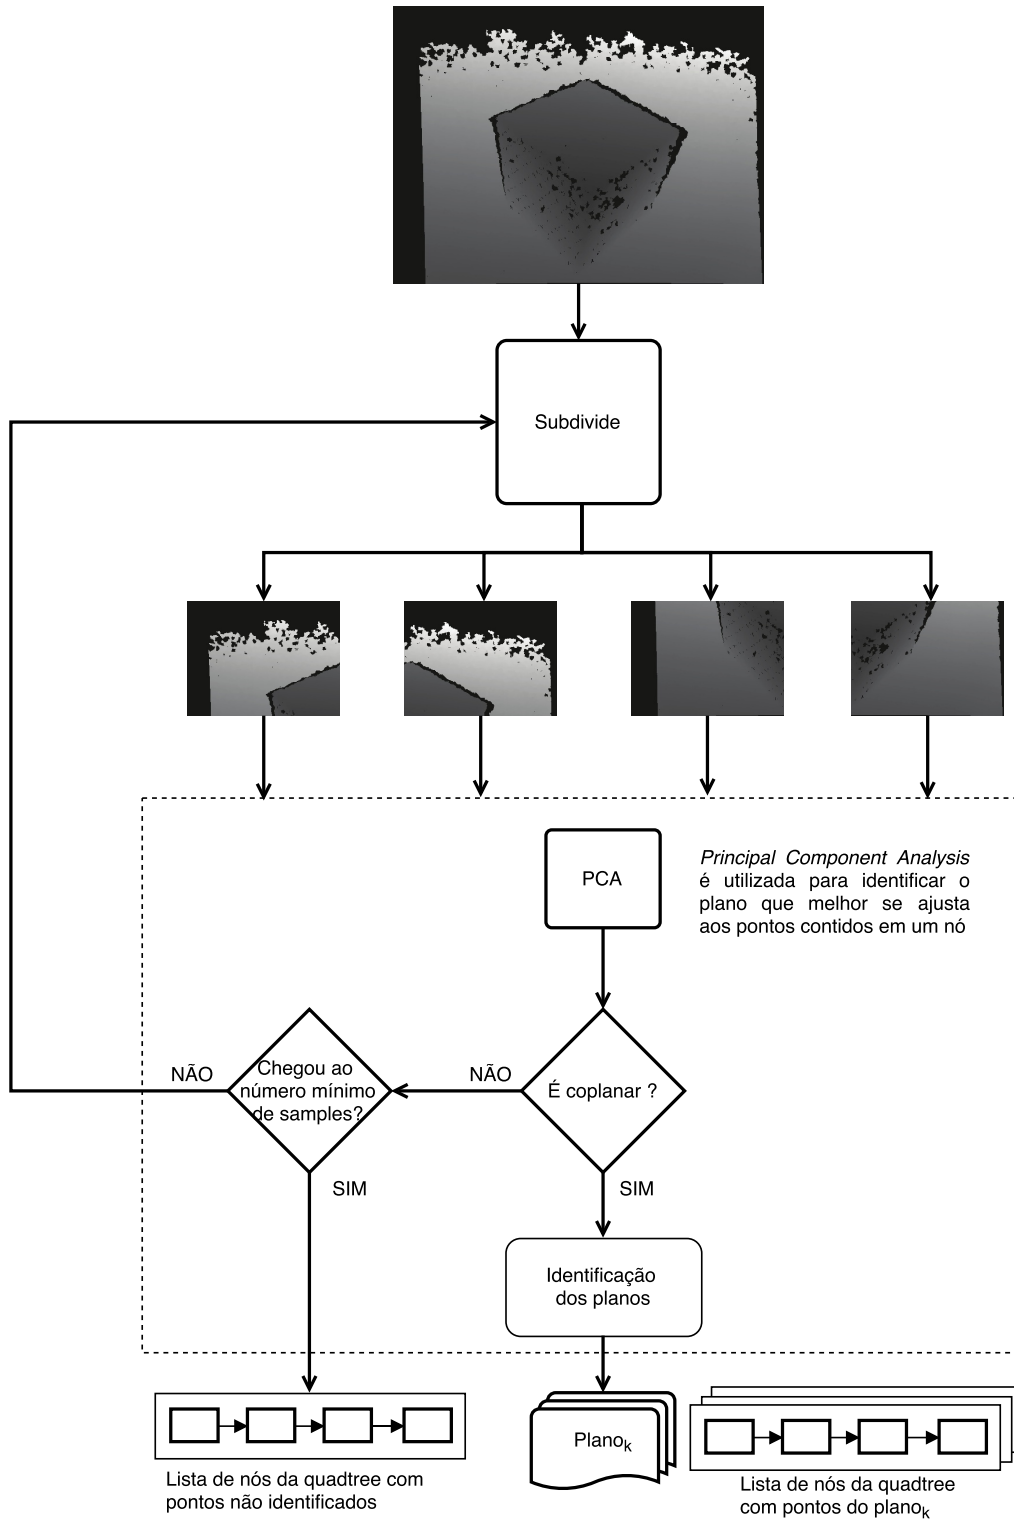 Subdivide
PCA
Principal Component Analysis
é utilizada para identificar o
plano que melhor se ajusta
aos pontos contidos em um nó
NÃO
Chegou ao
número mínimo
de samples?
NÃO
É coplanar ?
SIM
SIM
Identificação
dos planos
Planok
Lista de nós da quadtree com
pontos não identificados
Lista de nós da quadtree
com pontos do planok